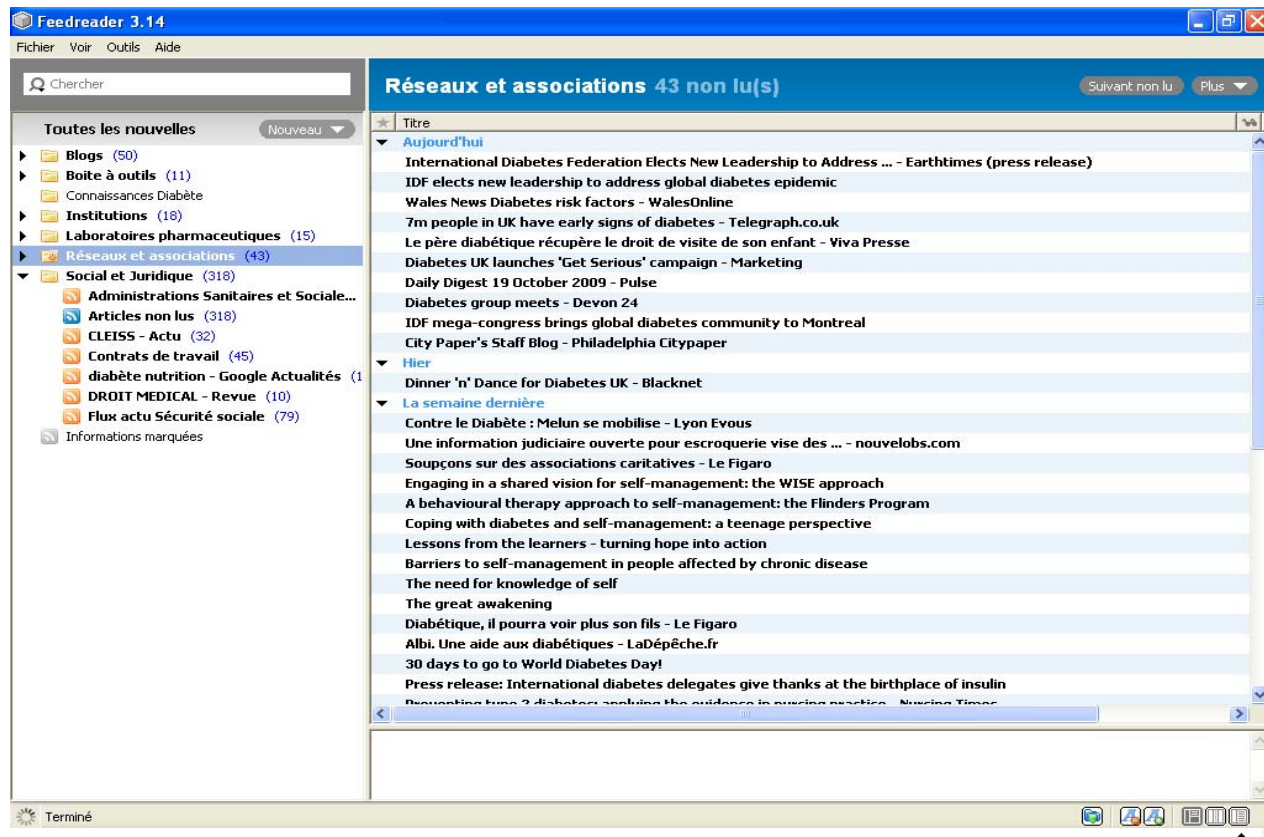 Feedreader 3.14
Fichier Voir Outils Aide
Chercher
Réseaux et associations 43 non lu(s)
Suivant non lu
Plus
Toutes les nouvelles
Nouveau
Blogs (50)
Boite à outils (11)
Connaissances Diabète
Institutions (18)
Laboratoires pharmaceutiques (15)
Réseaux et associations (43)
Social et Juridique (318)
Administrations Sanitaires et Sociale...
Articles non lus (318)
CLEISS - Actu (32)
Contrats de travail (45)
diabète nutrition - Google Actualités (1
DROIT MEDICAL - Revue (10)
Flux actu Sécurité sociale (79)
Informations marquées
Titre
Aujourd'hui
International Diabetes Federation Elects New Leadership to Address ... - Earthtimes (press release)
IDF elects new leadership to address global diabetes epidemic
Wales News Diabetes risk factors - WalesOnline
7m people in UK have early signs of diabetes - Telegraph.co.uk
Le père diabétique récupère le droit de visite de son enfant - Viva Presse
Diabetes UK launches 'Get Serious' campaign - Marketing
Daily Digest 19 October 2009 - Pulse
Diabetes group meets - Devon 24
IDF mega-congress brings global diabetes community to Montreal
City Paper's Staff Blog - Philadelphia Citypaper
Hier
Dinner 'n' Dance for Diabetes UK - Blacknet
La semaine dernière
Contre le Diabète : Melun se mobilise - Lyon Evous
Une information judiciaire ouverte pour escroquerie vise des ... - nouvelobs.com
Soupçons sur des associations caritatives - Le Figaro
Engaging in a shared vision for self-management: the WISE approach
A behavioural therapy approach to self-management: the Flinders Program
Coping with diabetes and self-management: a teenage perspective
Lessons from the learners - turning hope into action
Barriers to self-management in people affected by chronic disease
The need for knowledge of self
The great awakening
Diabétique, il pourra voir plus son fils - Le Figaro
Albi. Une aide aux diabétiques - LaDépêche.fr
30 days to go to World Diabetes Day!
Press release: International diabetes delegates give thanks at the birthplace of insulin
Preventing type 2 diabetes: applying the evidence in nursing practice - Nursing Times
Terminé